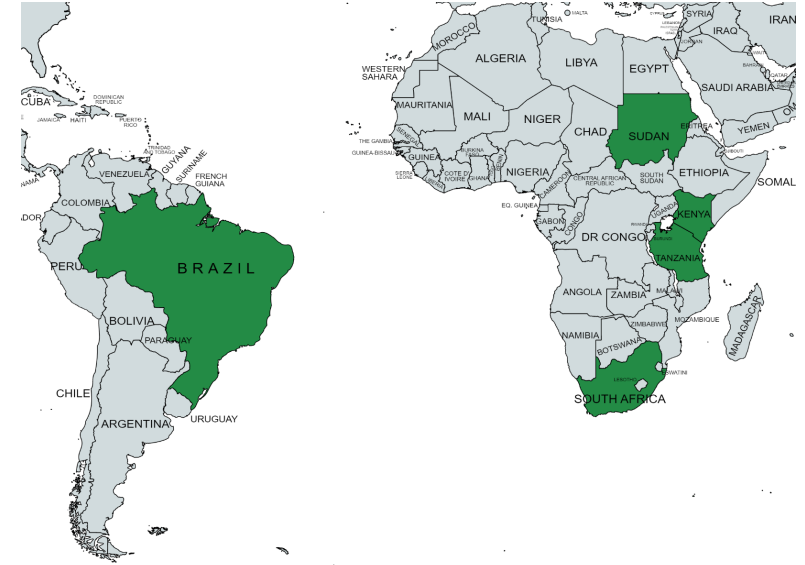 MALTA
SYRIA
TUNISIA
IRAN
MOROCCO
IRAQ
ALGERIA
LIBYA
EGYPT
WESTERN
SAHARA
QATAR
SAUDI ARABIA
CUBA
DOMINICAN
REPUBLIC
JAMAICA
HAITI
PUERTO
RICO
MAURITANIA
MALI
NIGER
CHAD
SUDAN
ERITREA
YEMEN
TRINIDAD
AND TOBAGO
THE GAMBIA
SENEGAL
GUINEA-BISSAU
GUINEA
BURKINA
FASO
BENIN
DJIBOUTI
SIERRA
LEONE
LIBERIA
COTE D'
IVOIRE
GHANA
NIGERIA
CAMEROON
CENTRAL AFRICAN
REPUBLIC
SOUTH
SUDAN
ETHIOPIA
SOMAL
VENEZUELA
GUYANA
SURINAME
FRENCH
GUIANA
COLOMBIA
EQ. GUINEA
GABON
CONGO
UGANDA
KENYA
DR CONGO
TANZANIA
PERU
BRAZIL
BOLIVIA
ANGOLA
ZAMBIA
MALAWI
MOZAMBIQUE
MADAGASCAR
ZIMBABWE
NAMIBIA
BOTSWANA
PARAGUAY
ESWATINI
LESOTHO
SOUTH AFRICA
CHILE
ARGENTINA
URUGUAY